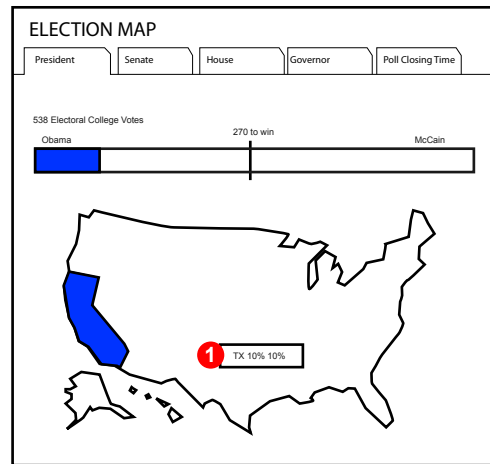 ELECTION MAP
President Senate House Governor Poll Closing Time
538 Electoral College Votes
270 to win
Obama McCain
1 TX 10% 10%